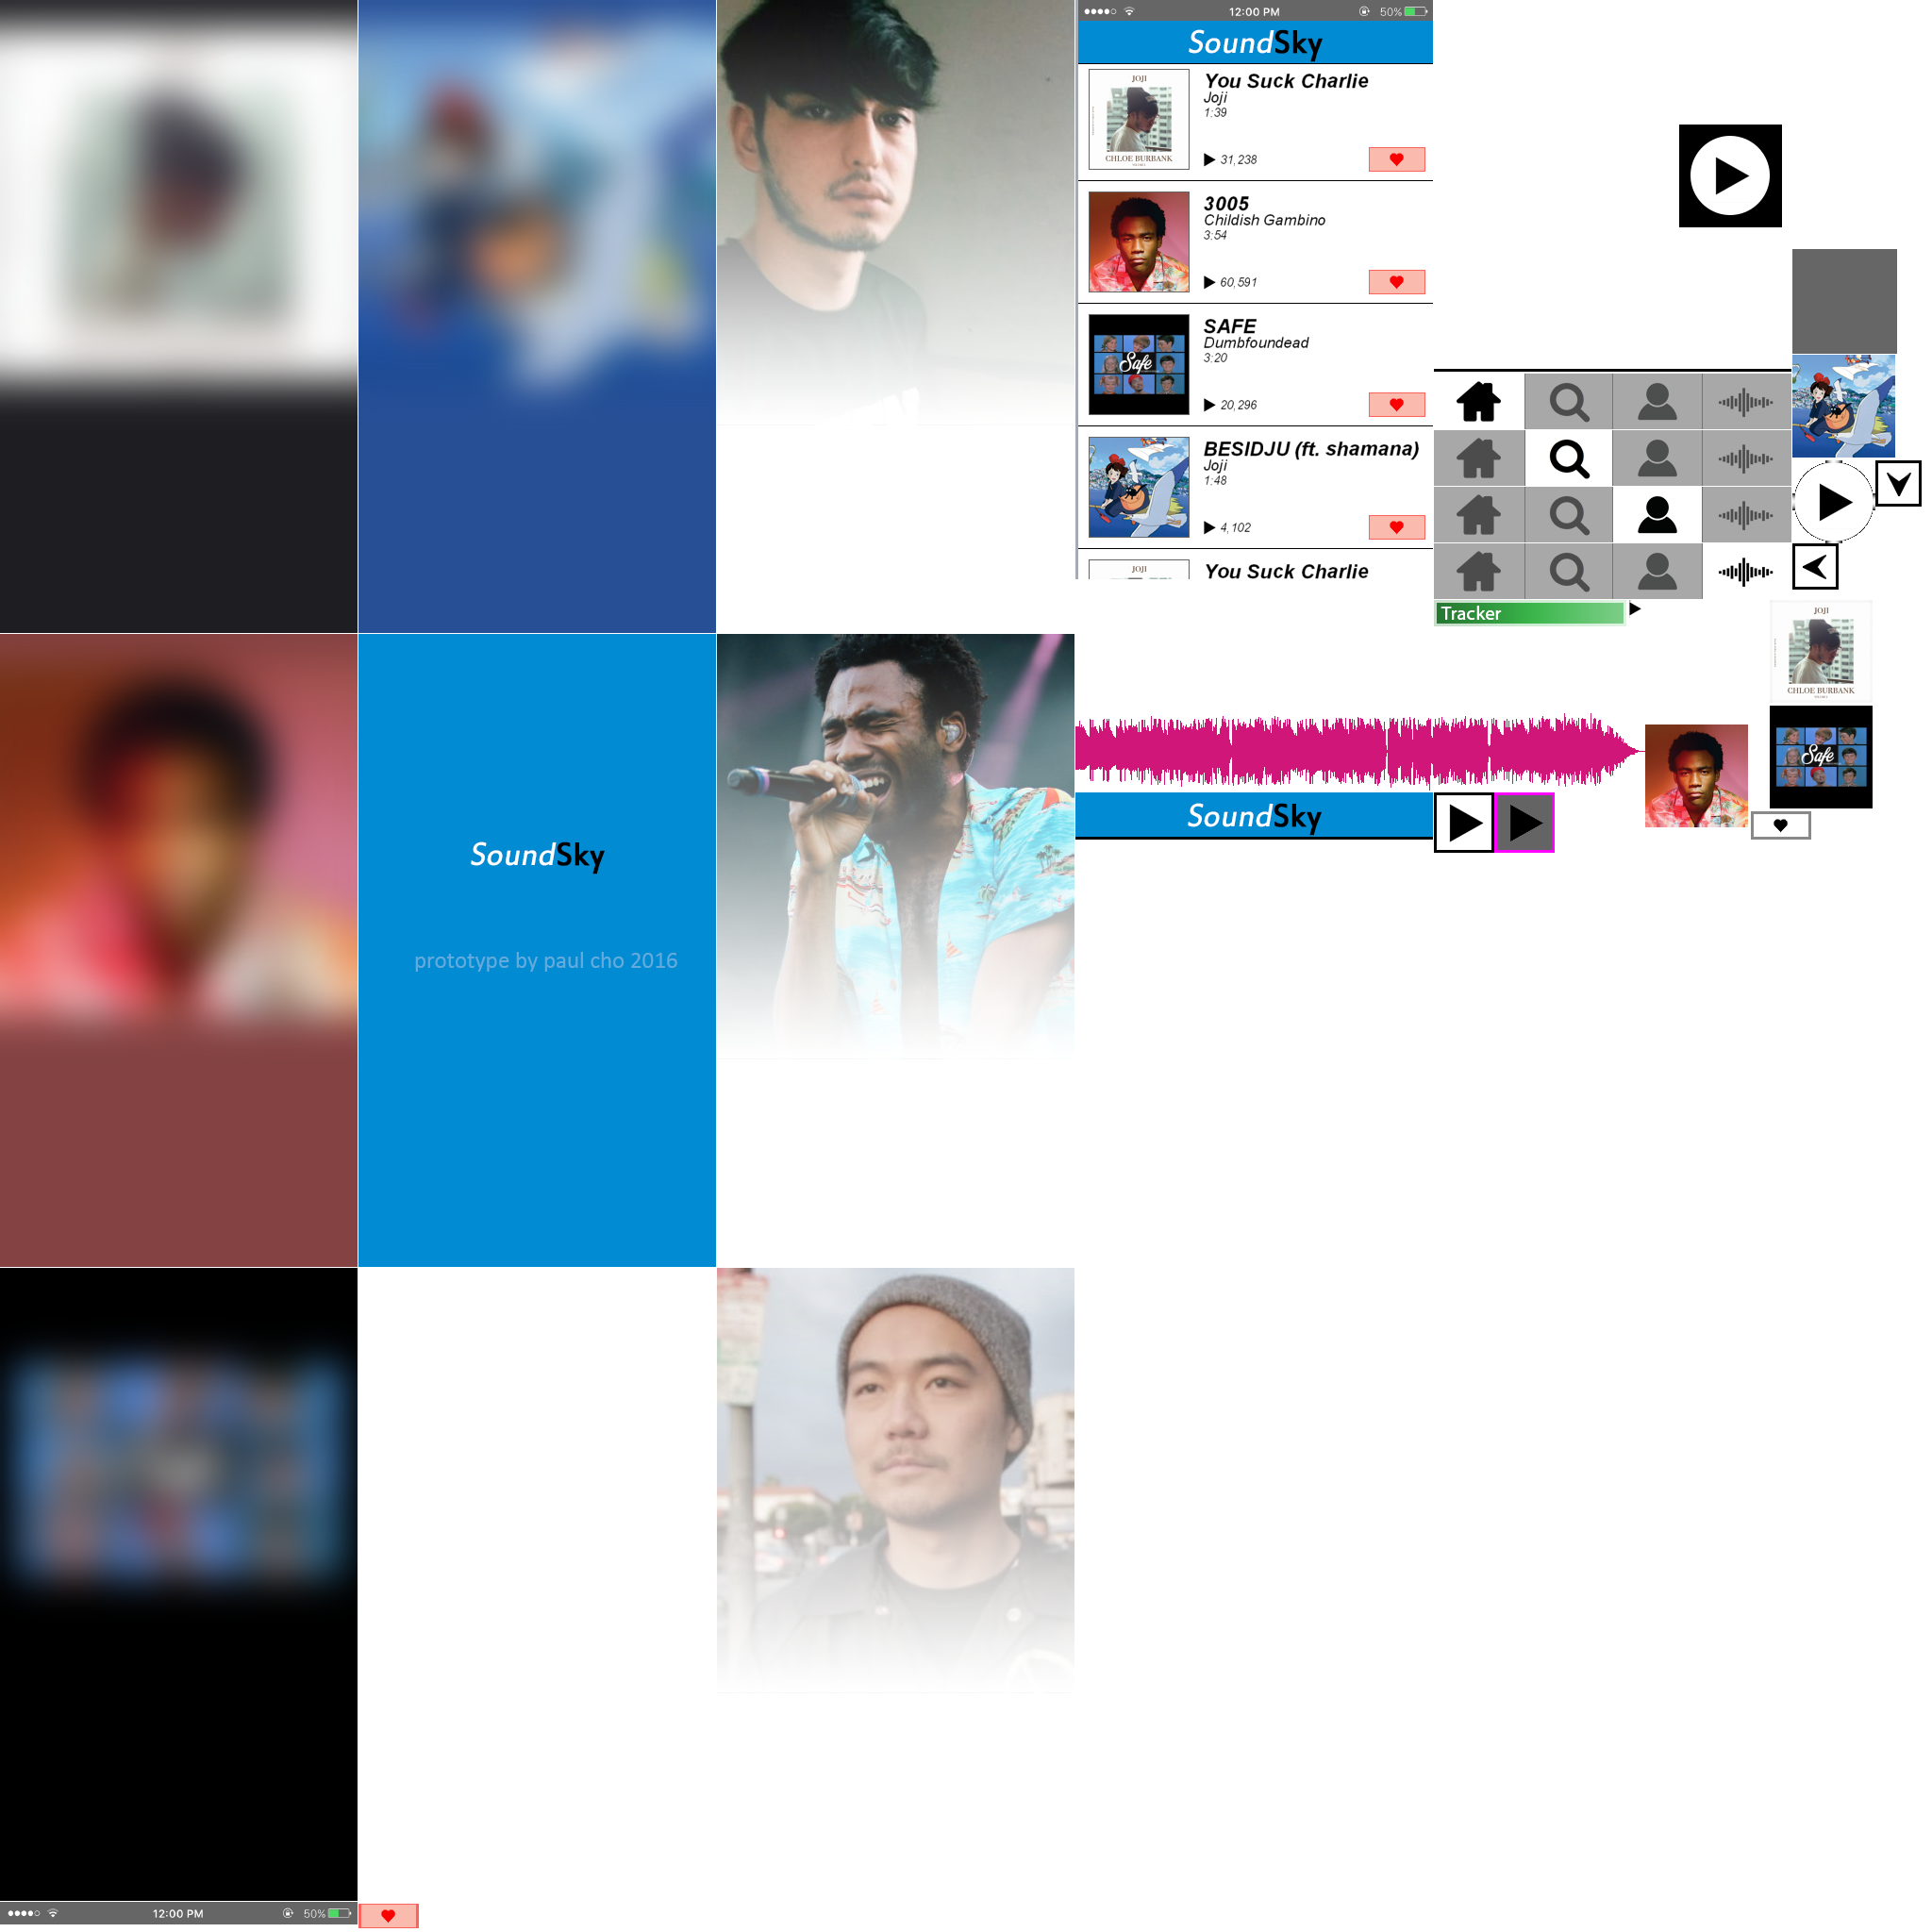 12:00 PM
50%
SoundSky
JOJI
CHLOE BURBANK
You Suck Charlie
Joji
1:39
31,238
3005
Childish Gambino
3:54
60,591
Safe
SAFE
Dumbfoundead
3:20
20,296
BESIDJU (ft. shamana)
Joji
1:48
4,102
JOJI
You Suck Charlie
Tracker
JOJI
CHLOE BURBANK
Safe
SoundSky
SoundSky
prototype by paul cho 2016
12:00 PM
50%